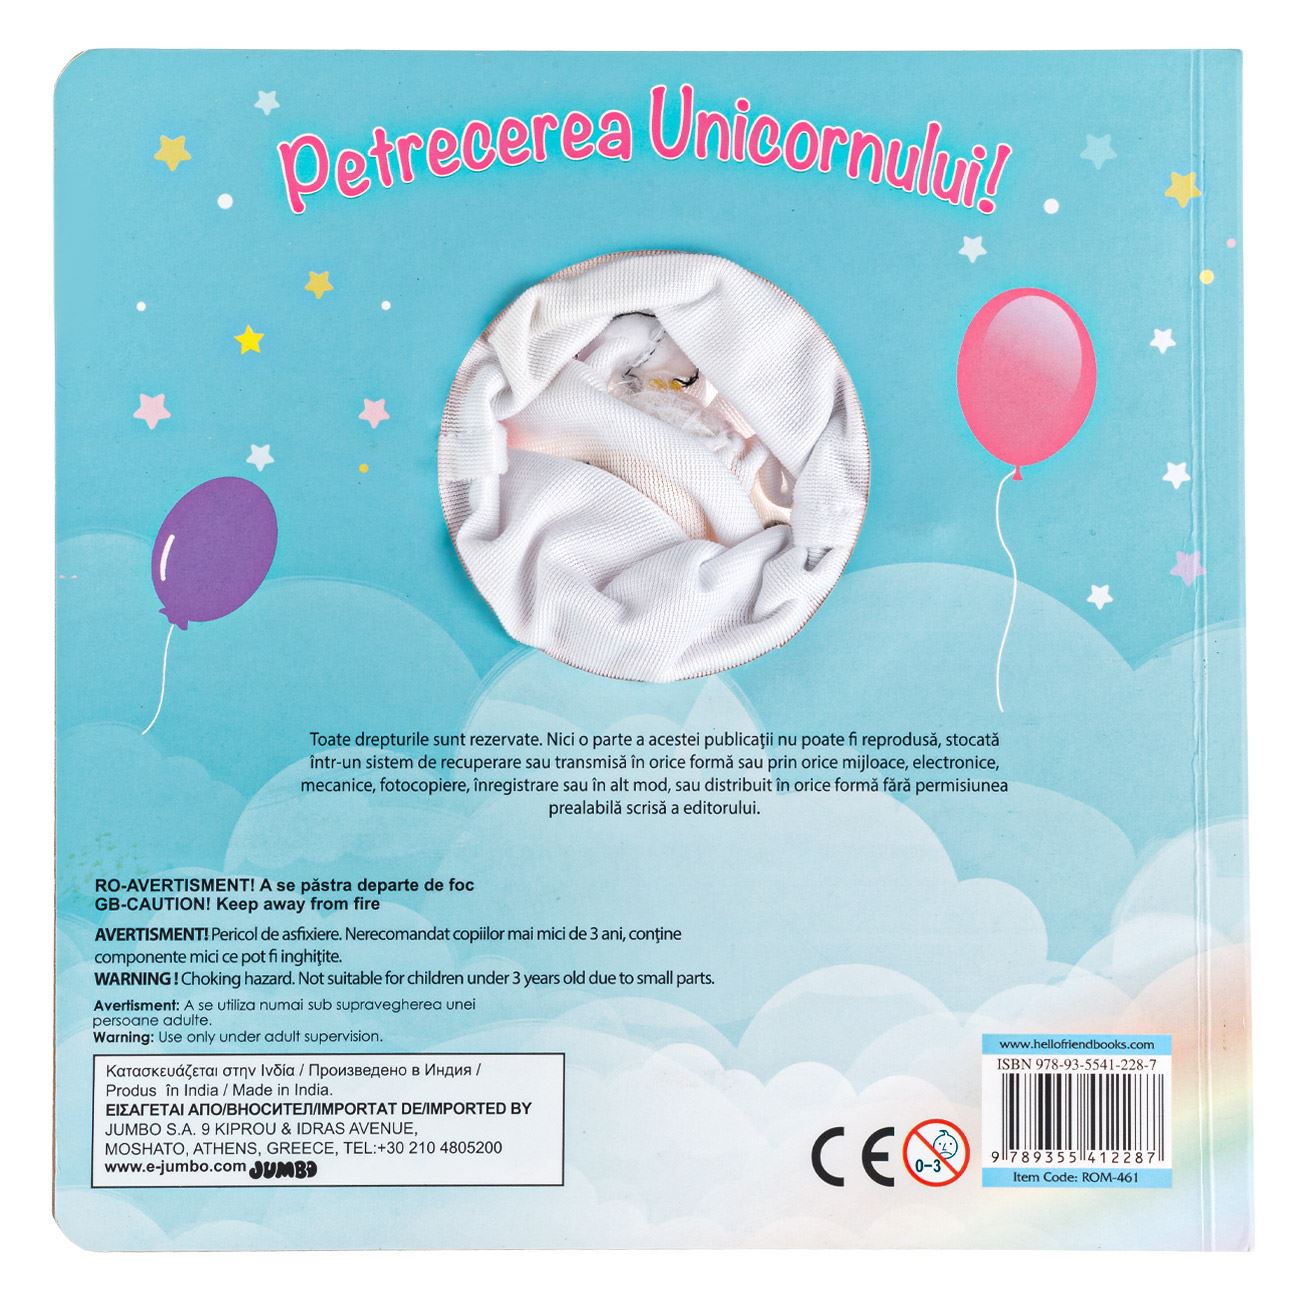 Petrecerea Unicornului!
Toate drepturile sunt rezervate. Nici o parte a acestei publicații nu poate fi reprodusă, stocată
într-un sistem de recuperare sau transmisă în orice formă sau prin orice mijloace, electronice,
mecanice, fotocopiere, înregistrare sau în alt mod, sau distribuit în orice formă fără permisiunea
prealabilă scrisă a editorului.
RO-AVERTISMENT! A se păstra departe de foc
GB-CAUTION! Keep away from fire
AVERTISMENT! Pericol de asfixiere. Nerecomandat copiilor mai mici de 3 ani, conține
componente mici ce pot fi inghițite.
WARNING! Choking hazard. Not suitable for children under 3 years old due to small parts.
Avertisment: A se utiliza numai sub supravegherea unei
persoane adulte.
Warning: Use only under adult supervision.
Κατασκευάζεται στην Ινδία / Произведено в Индия /
Produs în India / Made in India.
ΕΙΣΑΓΕΤΑΙ ΑΠΟ/ВНОСИТЕЛ/IMPORTAT DE/IMPORTED BY
JUMBO S.A. 9 KIPROU & IDRAS AVENUE,
MOSHATO, ATHENS, GREECE, TEL:+30 210 4805200
www.e-jumbo.com JUMBO
CE
0-3
www.hellofriendbooks.com
ISBN 978-93-5541-228-7
9 789355 412287
Item Code: ROM-461